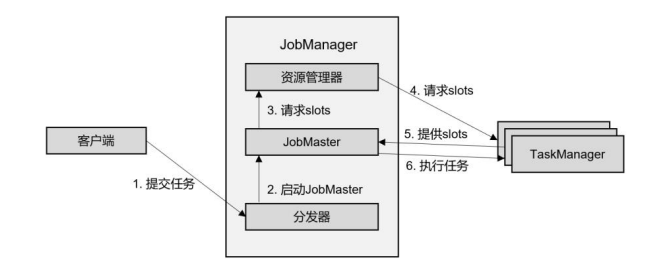 JobManager
资源管理器
4. 请求slots
3. 请求slots
5. 提供slots
客户端
JobMaster
TaskManager
6. 执行任务
1. 提交任务
2. 启动JobMaster
分发器